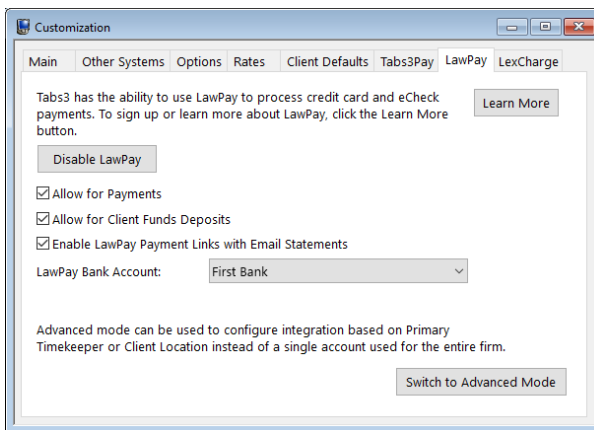 Customization
Main Other Systems Options Rates Client Defaults Tabs3Pay LawPay LexCharge
Tabs3 has the ability to use LawPay to process credit card and eCheck
payments. To sign up or learn more about LawPay, click the Learn More
button.
Learn More
Disable LawPay
Allow for Payments
Allow for Client Funds Deposits
Enable LawPay Payment Links with Email Statements
LawPay Bank Account: First Bank
Advanced mode can be used to configure integration based on Primary
Timekeeper or Client Location instead of a single account used for the entire firm.
Switch to Advanced Mode